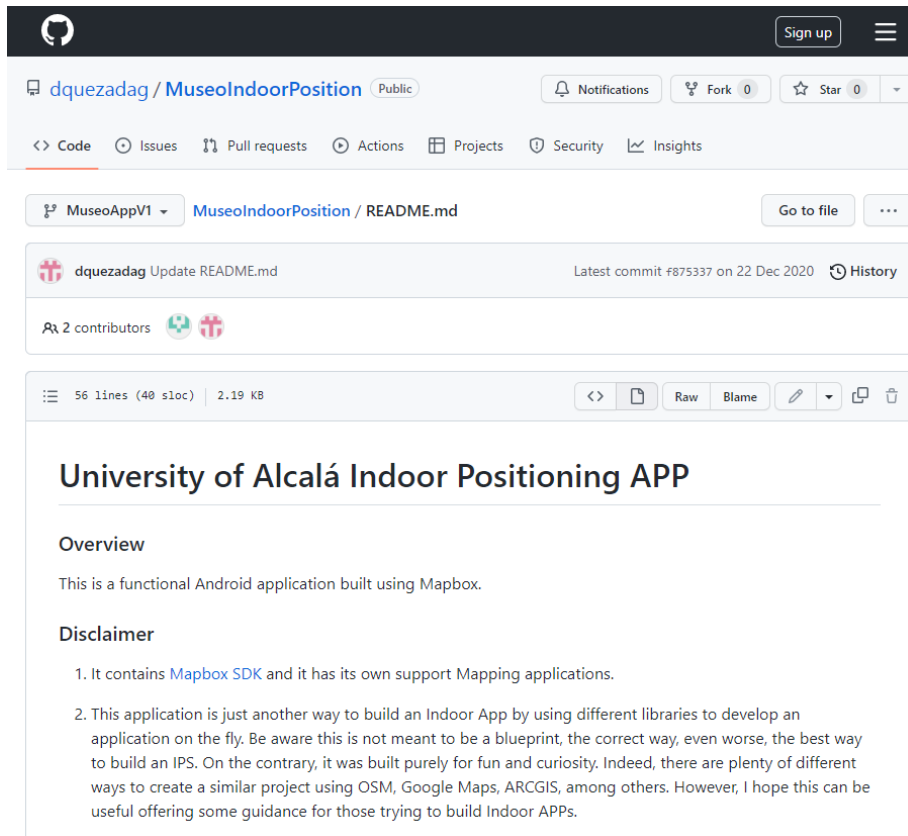 Sign up
dquezadag / MuseoIndoorPosition Public
Notifications Fork 0 Star 0
Code Issues Pull requests Actions Projects Security Insights
MuseoAppV1 MuseoIndoorPosition / README.md Go to file ...
dquezadag Update README.md Latest commit f875337 on 22 Dec 2020 History
2 contributors
56 lines (40 sloc) 2.19 KB <> Raw Blame
University of Alcalá Indoor Positioning APP
Overview
This is a functional Android application built using Mapbox.
Disclaimer
1. It contains Mapbox SDK and it has its own support Mapping applications.
2. This application is just another way to build an Indoor App by using different libraries to develop an
application on the fly. Be aware this is not meant to be a blueprint, the correct way, even worse, the best way
to build an IPS. On the contrary, it was built purely for fun and curiosity. Indeed, there are plenty of different
ways to create a similar project using OSM, Google Maps, ARCGIS, among others. However, I hope this can be
useful offering some guidance for those trying to build Indoor APPs.